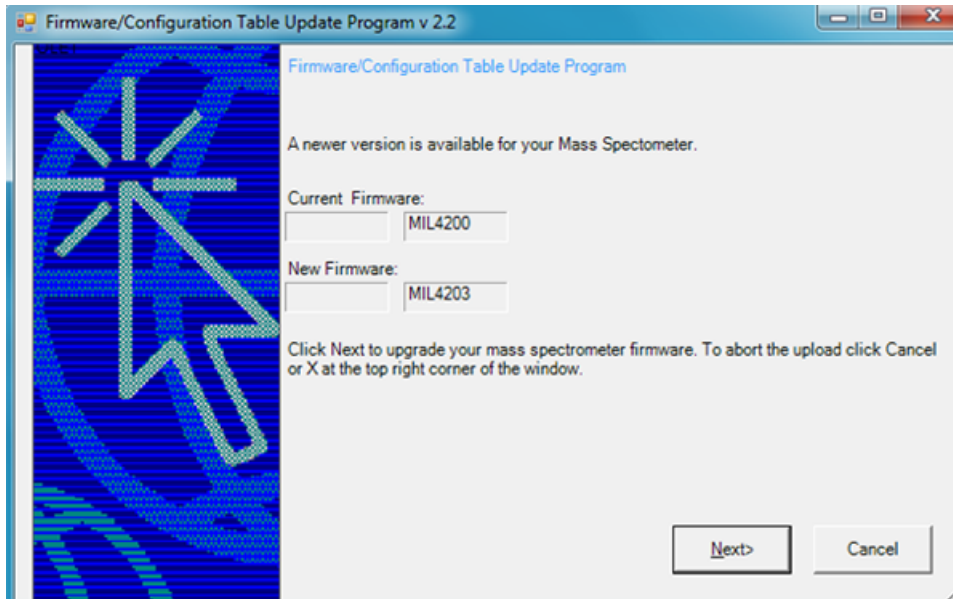 Firmware/Configuration Table Update Program v 2.2
Firmware/Configuration Table Update Program
A newer version is available for your Mass Spectometer.
Current Firmware:
MIL4200
New Firmware:
MIL4203
Click Next to upgrade your mass spectrometer firmware. To abort the upload click Cancel
or X at the top right corner of the window.
Next>
Cancel